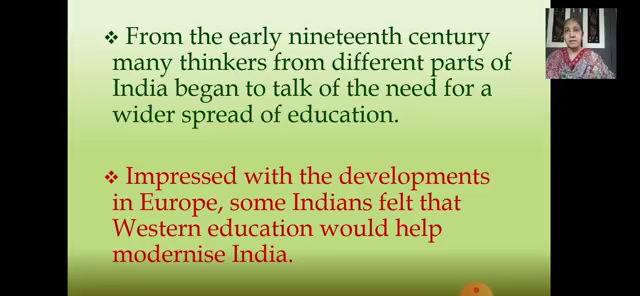 ❖ From the early nineteenth century
many thinkers from different parts of
India began to talk of the need for a
wider spread of education.
❖ Impressed with the developments
in Europe, some Indians felt that
Western education would help
modernise India.